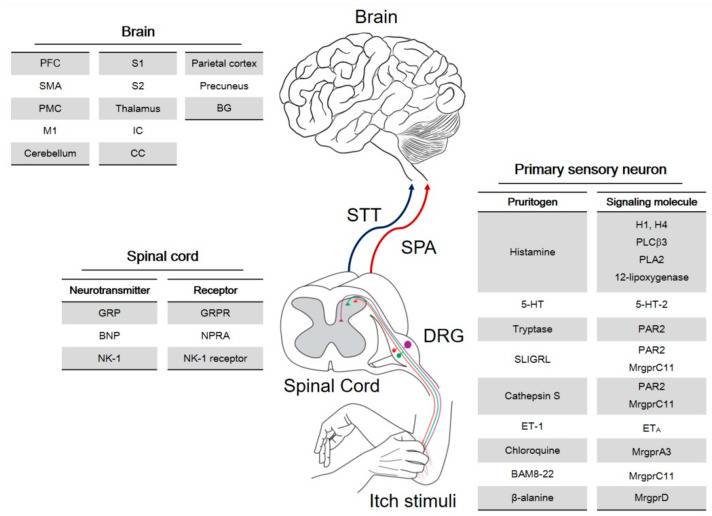 Brain
Brain
PFC S1 Parietal cortex
SMA S2 Precuneus
PMC Thalamus BG
M1 IC
Cerebellum CC
STT
SPA
Spinal cord
Neurotransmitter Receptor
GRP GRPR
BNP NPRA
NK-1 NK-1 receptor
DRG
Spinal Cord
Itch stimuli
Primary sensory neuron
Pruritogen Signaling molecule
Histamine
H1, H4
PLCβ3
PLA2
12-lipoxygenase
5-HT 5-HT-2
Tryptase PAR2
SLIGRL
PAR2
MrgprC11
Cathepsin S
PAR2
MrgprC11
ET-1 ETA
Chloroquine MrgprA3
BAM8-22 MrgprC11
β-alanine MrgprD